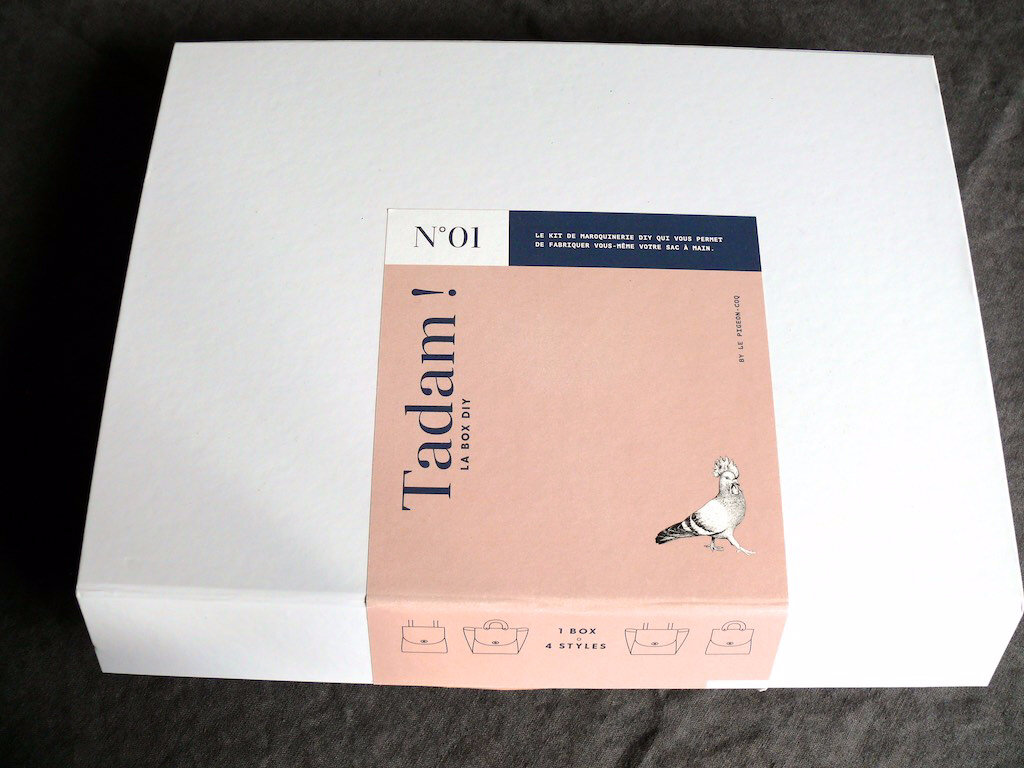 N°01
LE KIT DE MAROQUINERIE DIY QUI VOUS PERMET
DE FABRIQUER VOUS-MÊME VOTRE SAC À MAIN.
Tadam !
LA BOX DIY
BY LE PIGEON-COQ
1 BOX
=
4 STYLES